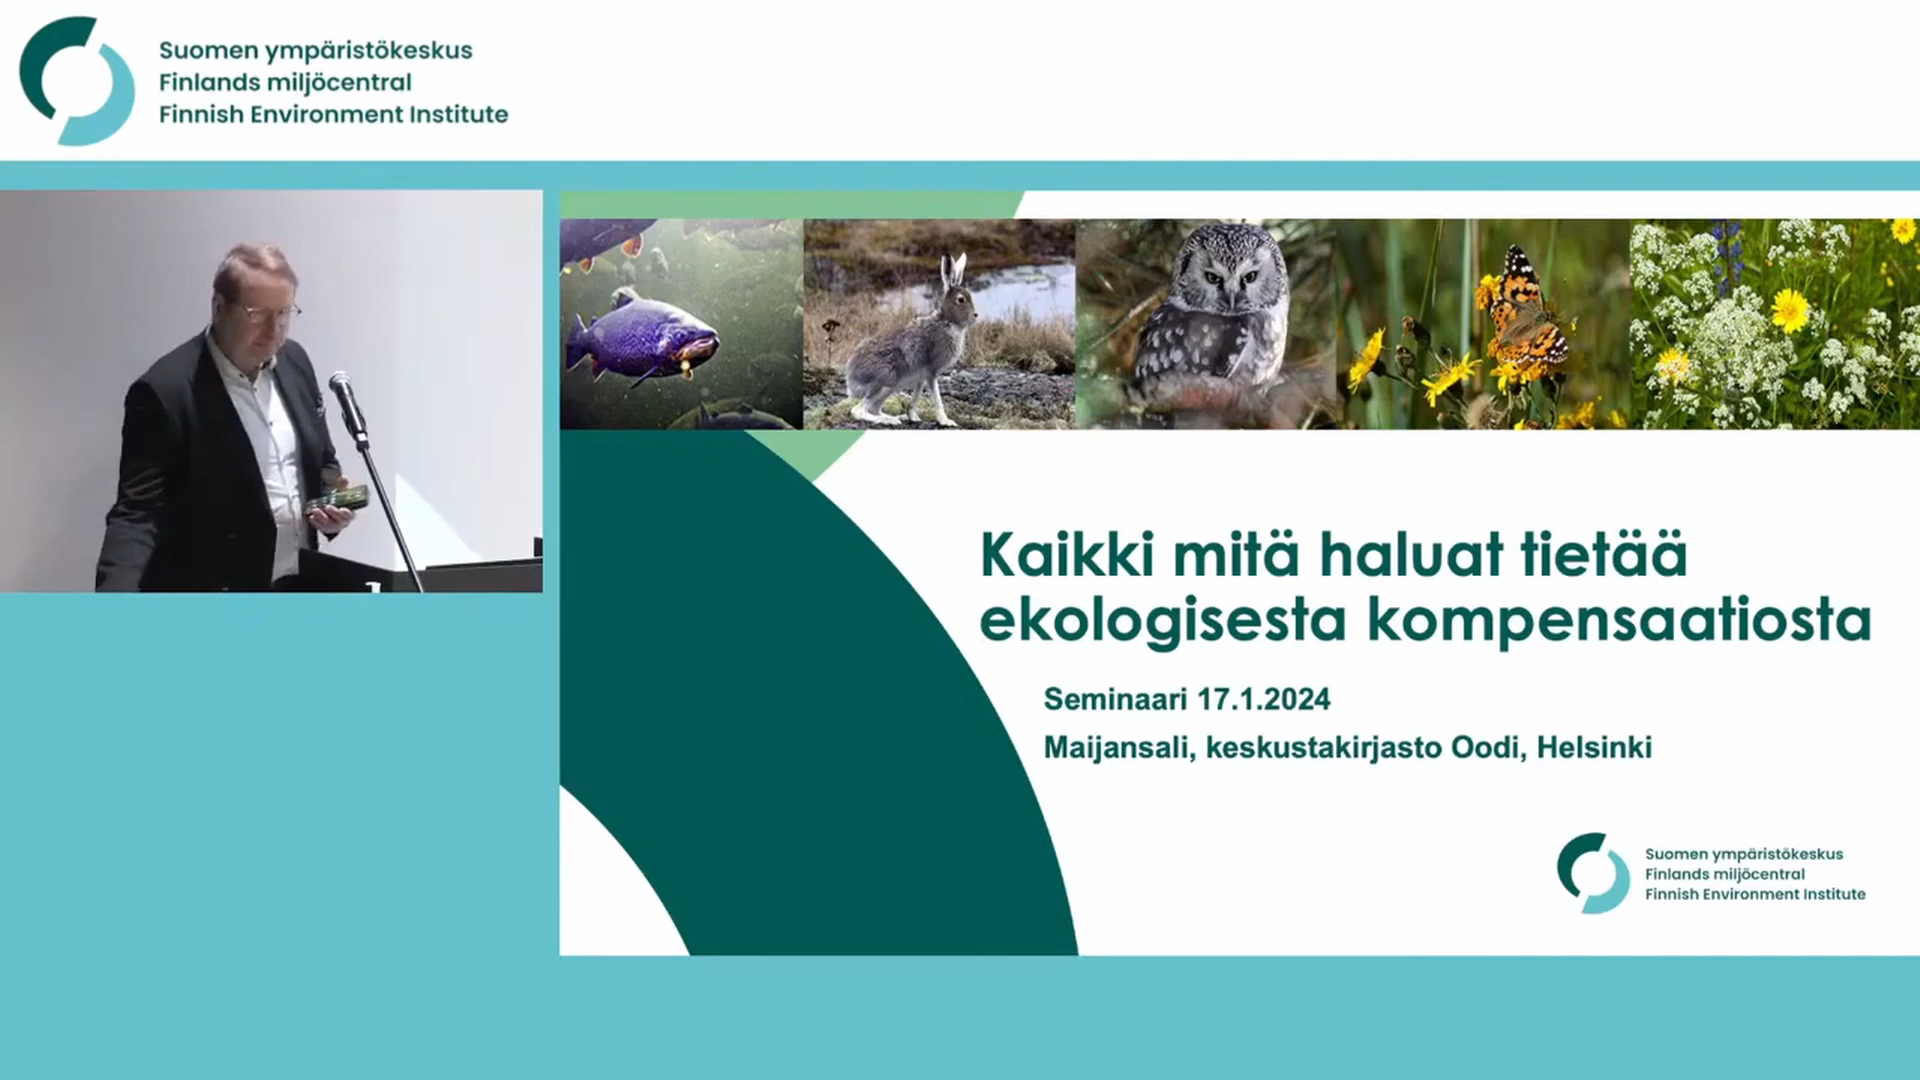 Suomen ympäristökeskus
Finlands miljöcentral
Finnish Environment Institute
Kaikki mitä haluat tietää
ekologisesta kompensaatiosta
Seminaari 17.1.2024
Maijansali, keskustakirjasto Oodi, Helsinki
Suomen ympäristökeskus
Finlands miljöcentral
Finnish Environment Institute